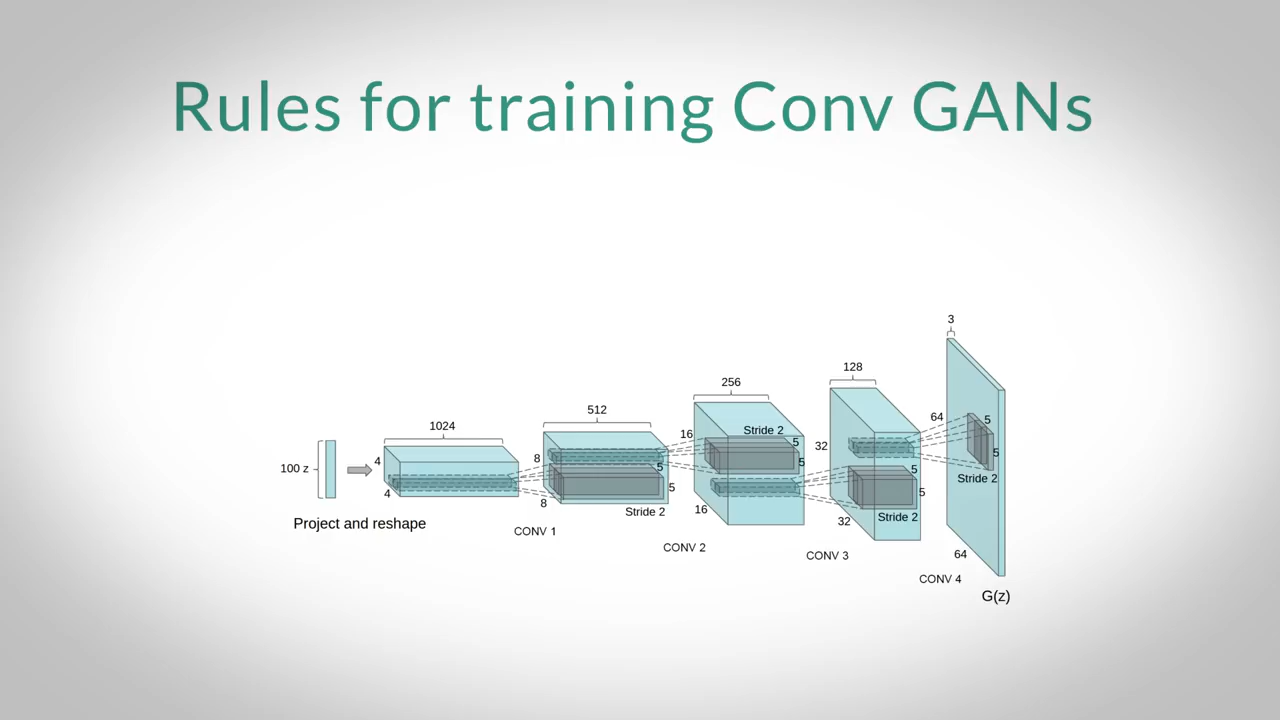 Rules for training Conv GANs
100 z
Project and reshape
1024
4
4
512
8
8
5
5
Stride 2
CONV 1
256
16
16
Stride 2
5
5
CONV 2
128
32
32
5
5
Stride 2
CONV 3
3
64
64
5
5
Stride 2
CONV 4
G(z)